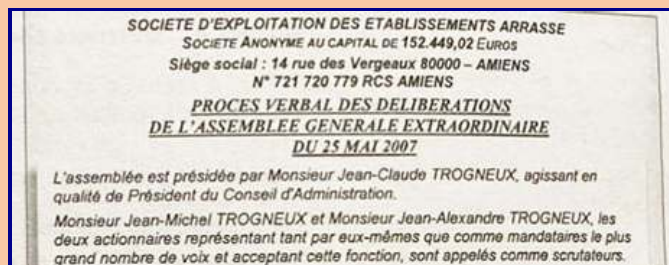 SOCIETE D'EXPLOITATION DES ETABLISSEMENTS ARRASSE
SOCIETE ANONYME AU CAPITAL DE 152.449,02 EUROS
Siège social : 14 rue des Vergeaux 80000 – AMIENS
N° 721 720 779 RCS AMIENS
PROCES VERBAL DES DELIBERATIONS
DE L'ASSEMBLEE GENERALE EXTRAORDINAIRE
DU 25 MAI 2007
L'assemblée est présidée par Monsieur Jean-Claude TROGNEUX, agissant en
qualité de Président du Conseil d'Administration.
Monsieur Jean-Michel TROGNEUX et Monsieur Jean-Alexandre TROGNEUX, les
deux actionnaires représentant tant par eux-mêmes que comme mandataires le plus
grand nombre de voix et acceptant cette fonction, sont appelés comme scrutateurs.